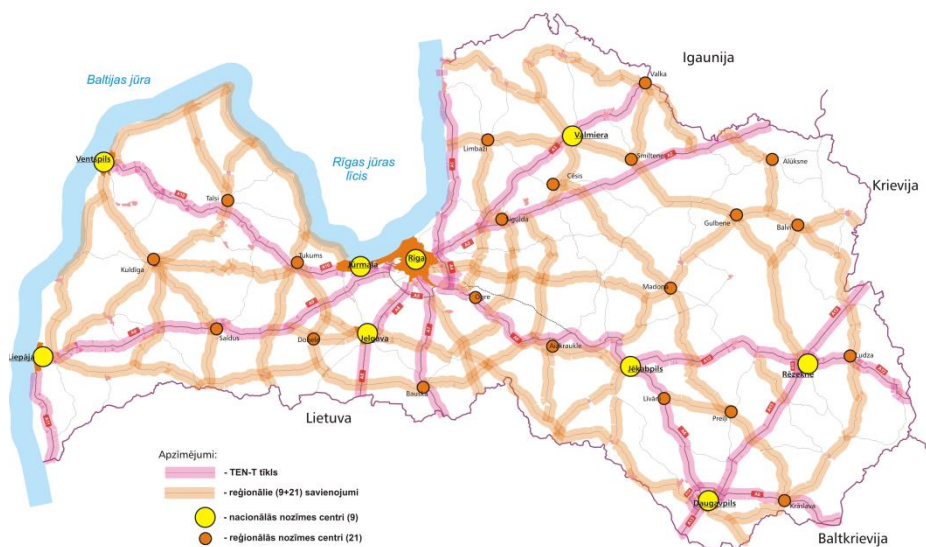 Igaunija
Baltijas jūra
Valka
Valmiera
Limbaži
Smiltene
Ventspils
Alūksne
Rīgas jūras
līcis
Cēsis
Krievija
Talsi
Sigulda
Gulbene
Balvi
Kuldīga
Tukums
Jūrmala
Rīga
Madona
Ogre
Saldus
Dobele
Jelgava
Aizkraukle
Liepāja
Jēkabpils
Rēzekne
Ludza
Bauska
Līvāni
Preiļi
Lietuva
Daugavpils
Krāslava
Baltkrievija
Apzīmējumi:
- TEN-T tīkls
- reģionālie (9+21) savienojumi
- nacionālās nozīmes centri (9)
- reģionālās nozīmes centri (21)